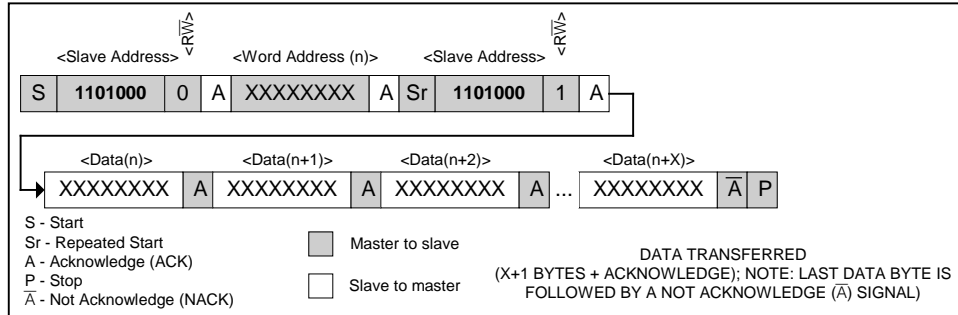 <R/W̅> <R/W̅>
<Slave Address> <Word Address (n)> <Slave Address>
S 1101000 0 A XXXXXXXX A Sr 1101000 1 A
<Data(n)> <Data(n+1)> <Data(n+2)> <Data(n+X)>
XXXXXXXX A XXXXXXXX A XXXXXXXX A ... XXXXXXXX A̅ P
S - Start
Sr - Repeated Start
A - Acknowledge (ACK)
P - Stop
A̅ - Not Acknowledge (NACK)
Master to slave
Slave to master
DATA TRANSFERRED
(X+1 BYTES + ACKNOWLEDGE); NOTE: LAST DATA BYTE IS
FOLLOWED BY A NOT ACKNOWLEDGE (A̅) SIGNAL)